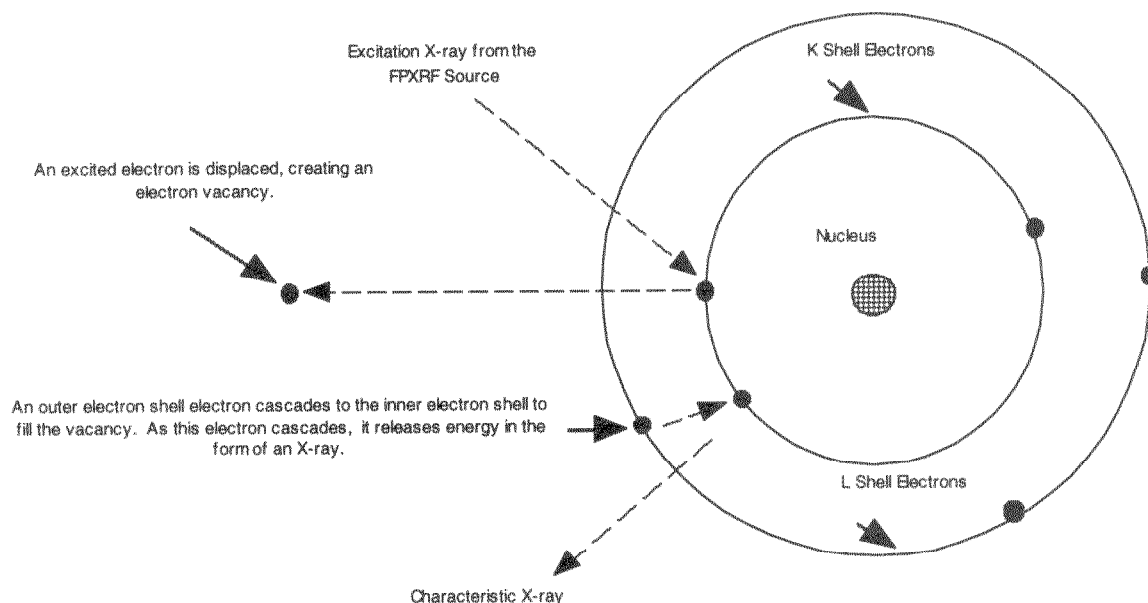 Excitation X-ray from the
FPXRF Source
K Shell Electrons
An excited electron is displaced, creating an
electron vacancy.
Nucleus
An outer electron shell electron cascades to the inner electron shell to
fill the vacancy. As this electron cascades, it releases energy in the
form of an X-ray.
L Shell Electrons
Characteristic X-ray